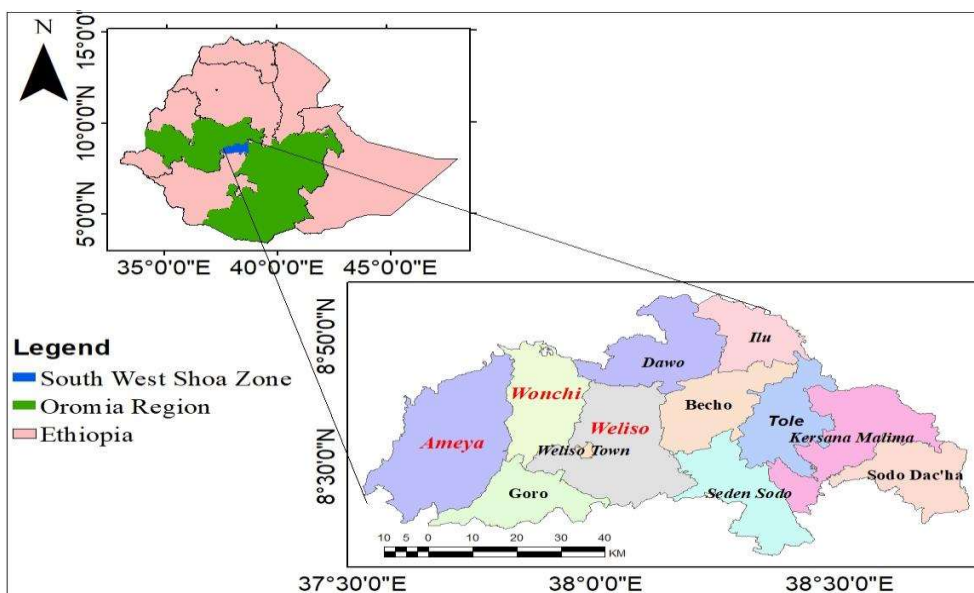 N
15°0'0"N
10°0'0"N
5°0'0"N
35°0'0"E 40°0'0"E 45°0'0"E
Legend
South West Shoa Zone
Oromia Region
Ethiopia
8°50'0"N
8°30'0"N
Ilu
Dawo
Wonchi
Becho
Ameya
Weliso
Tole
Kersana Malima
Weliso Town
Sodo Dac'ha
Goro
Seden Sodo
10 5 0 10 20 30 40
KM
37°30'0"E 38°0'0"E 38°30'0"E